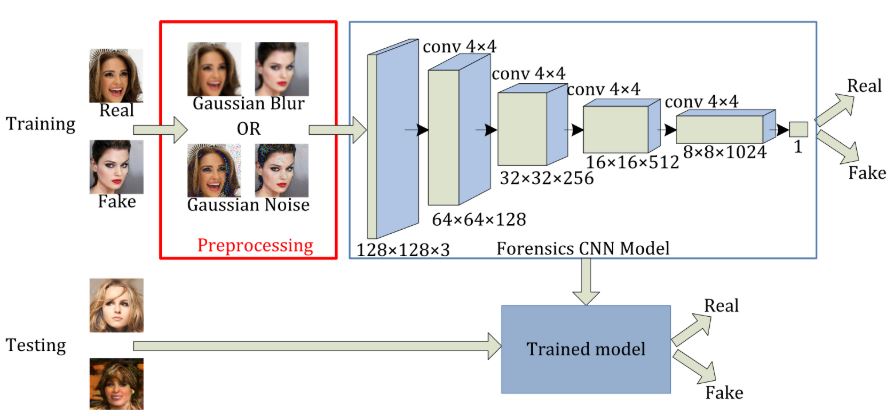 Training
Real
Fake
Gaussian Blur
OR
Gaussian Noise
Preprocessing
conv 4×4
conv 4×4
conv 4×4
conv 4×4
128×128×3
64×64×128
32×32×256
16×16×512
8×8×1024
1
Forensics CNN Model
Real
Fake
Testing
Trained model
Real
Fake